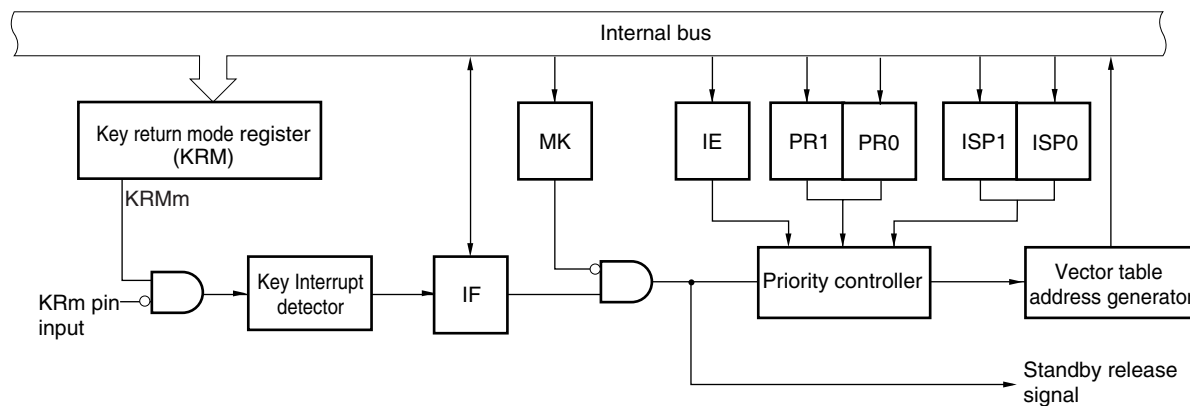 Internal bus
Key return mode register
(KRM)
MK
IE
PR1
PR0
ISP1
ISP0
KRMm
Key Interrupt
detector
IF
Priority controller
Vector table
address generator
KRm pin
input
Standby release
signal